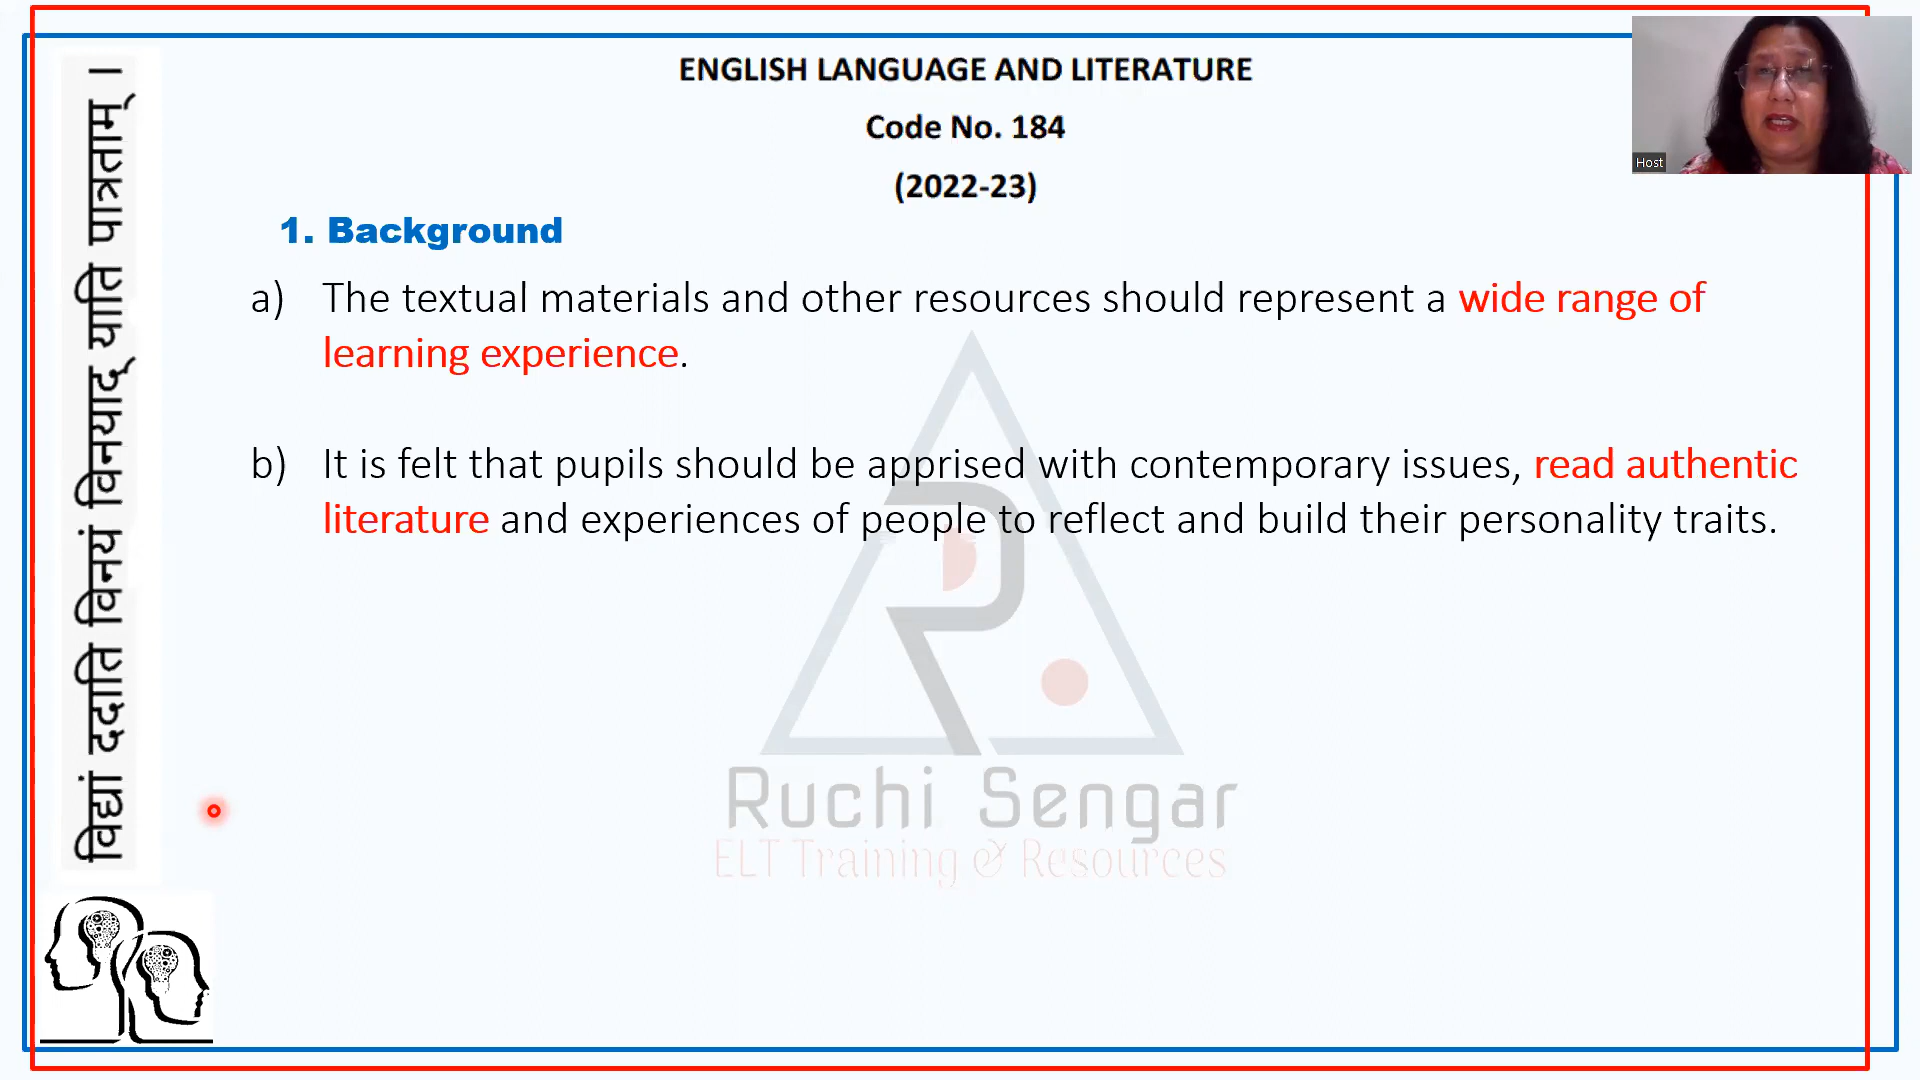 ENGLISH LANGUAGE AND LITERATURE
Code No. 184
(2022-23)
Host
1. Background
a) The textual materials and other resources should represent a wide range of
learning experience.
b) It is felt that pupils should be apprised with contemporary issues, read authentic
literature and experiences of people to reflect and build their personality traits.
विद्यां ददाति विनयं विनयाद् याति पात्रताम् ।
Ruchi Sengar
ELT Training & Resources